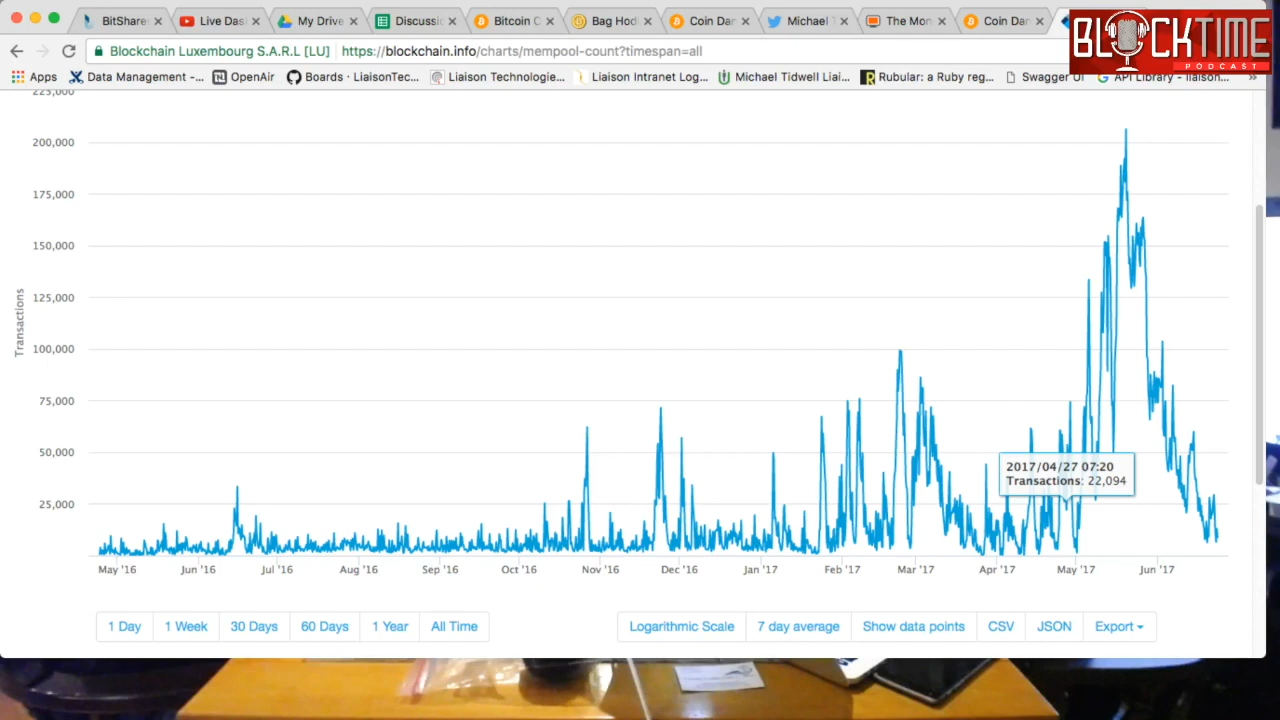 BitShare
Live Das
My Drive
Discussi
Bitcoin C
Bag Hod
Coin Dan
Michael T
The Mon
Coin Dan
BLOCKTIME
PODCAST
Blockchain Luxembourg S.A.R.L [LU]
https://blockchain.info/charts/mempool-count?timespan=all
Apps
Data Management -...
OpenAir
Boards · LiaisonTec...
Liaison Technologie...
Liaison Intranet Log...
Michael Tidwell Liai...
Rubular: a Ruby reg...
Swagger UI
API Library - liaison...
225,000
200,000
175,000
150,000
125,000
100,000
75,000
50,000
25,000
Transactions
2017/04/27 07:20
Transactions: 22,094
May '16
Jun '16
Jul '16
Aug '16
Sep '16
Oct '16
Nov '16
Dec '16
Jan '17
Feb '17
Mar '17
Apr '17
May '17
Jun '17
1 Day
1 Week
30 Days
60 Days
1 Year
All Time
Logarithmic Scale
7 day average
Show data points
CSV
JSON
Export